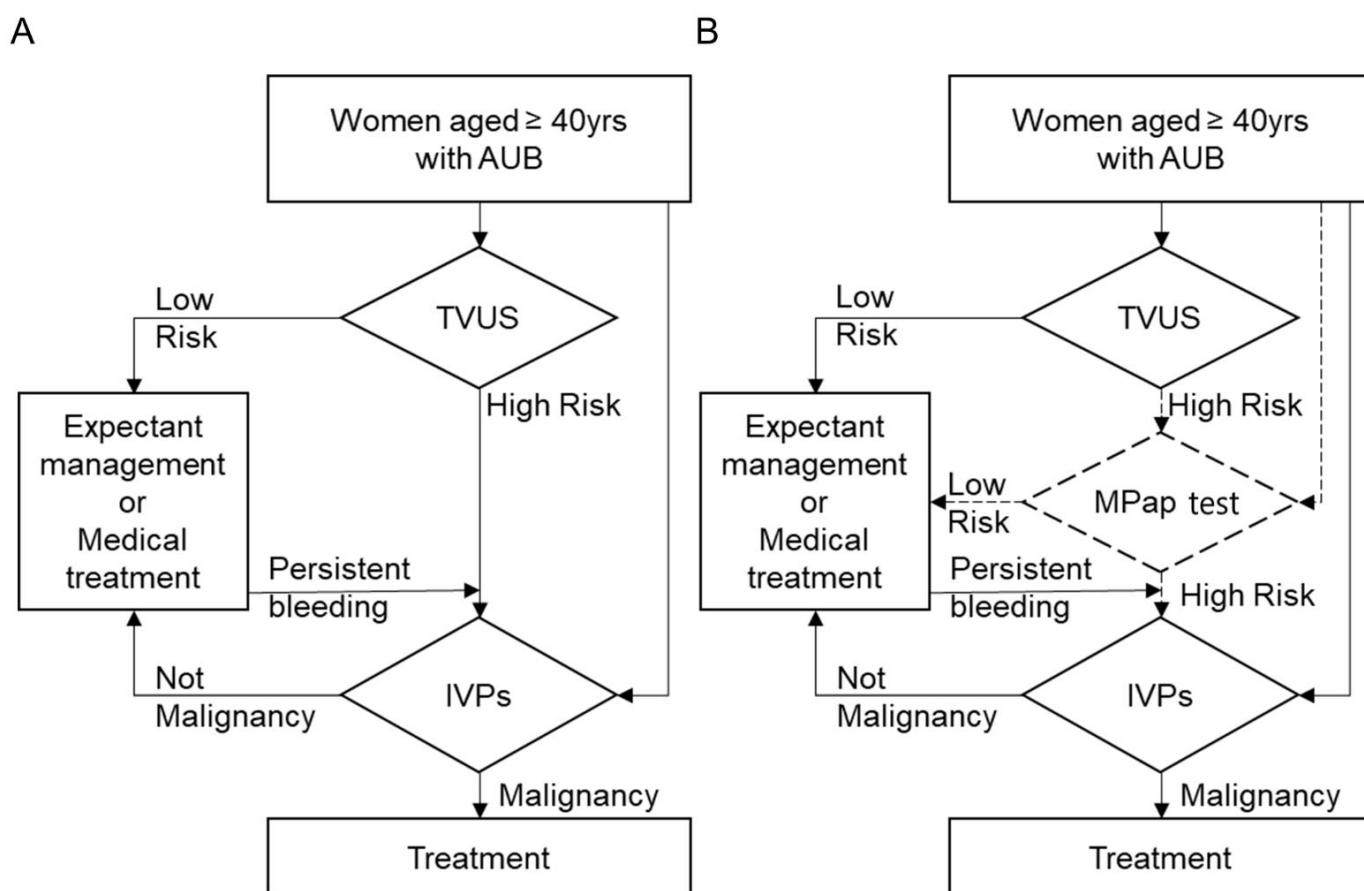 A
Women aged ≥ 40yrs
with AUB
TVUS
Low
Risk
High Risk
Expectant
management
or
Medical
treatment
Persistent
bleeding
IVPs
Not
Malignancy
Malignancy
Treatment
B
Women aged ≥ 40yrs
with AUB
TVUS
Low
Risk
High Risk
MPap test
Low
Risk
Expectant
management
or
Medical
treatment
Persistent
bleeding
High Risk
IVPs
Not
Malignancy
Malignancy
Treatment